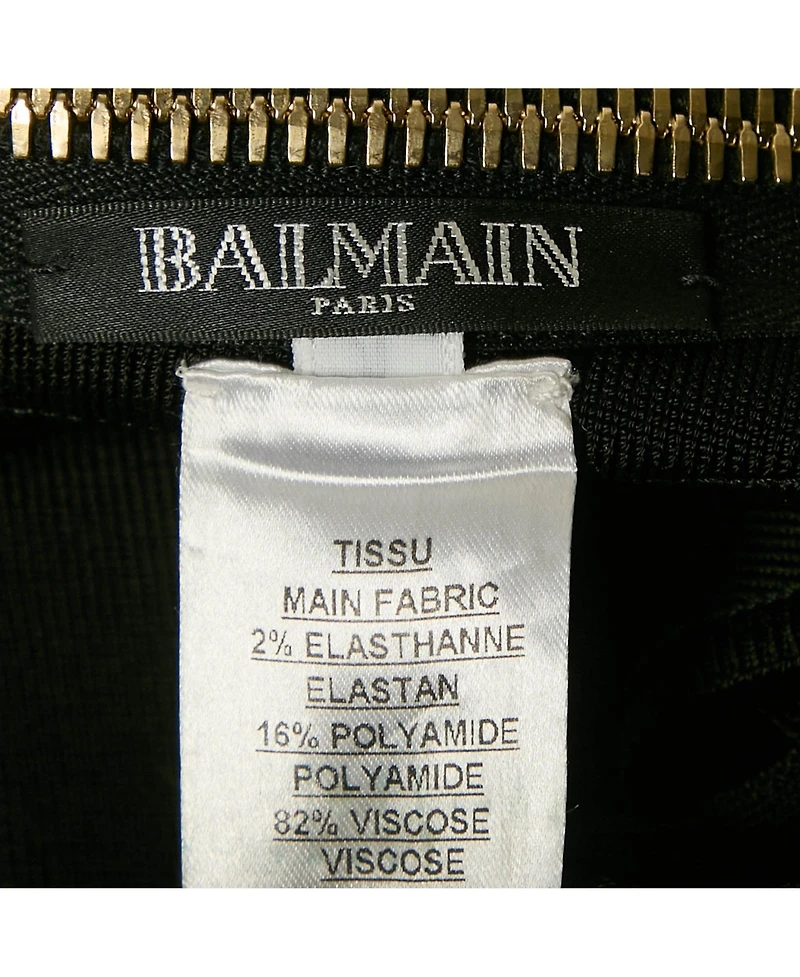 BALMAIN
PARIS
TISSU
MAIN FABRIC
2% ELASTHANNE
ELASTAN
16% POLYAMIDE
POLYAMIDE
82% VISCOSE
VISCOSE